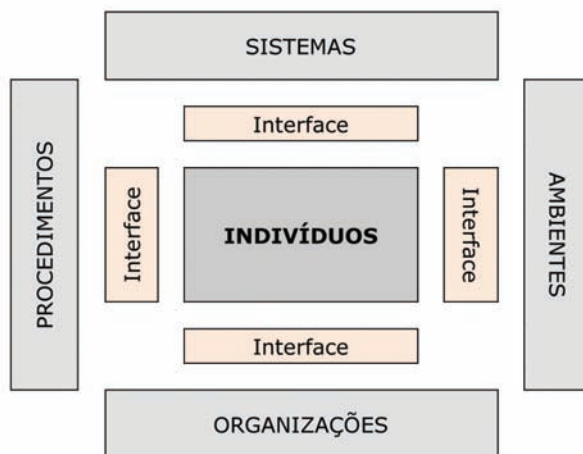 SISTEMAS
Interface
PROCEDIMENTOS
Interface
INDIVÍDUOS
Interface
AMBIENTES
Interface
ORGANIZAÇÕES